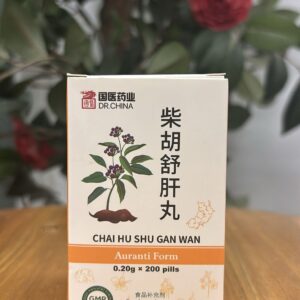 国医药业
DR.CHINA
柴胡舒肝丸
CHAI HU SHU GAN WAN
Auranti Form
0.20g × 200 pills
GMP
食品补充剂